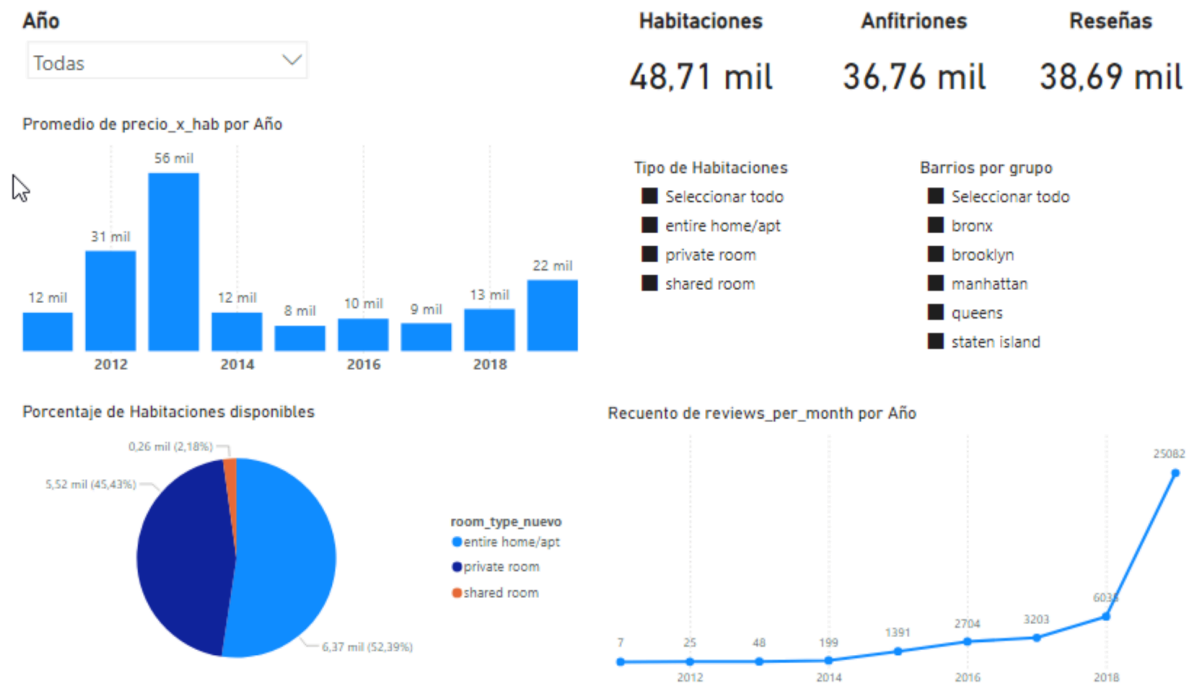 Año
Todas
Habitaciones
Anfitriones
Reseñas
48,71 mil
36,76 mil
38,69 mil
Promedio de precio_x_hab por Año
56 mil
31 mil
22 mil
12 mil
12 mil
8 mil
10 mil
9 mil
13 mil
2012
2014
2016
2018
Tipo de Habitaciones
Seleccionar todo
entire home/apt
private room
shared room
Barrios por grupo
Seleccionar todo
bronx
brooklyn
manhattan
queens
staten island
Porcentaje de Habitaciones disponibles
0,26 mil (2,18%)
5,52 mil (45,43%)
6,37 mil (52,39%)
room_type_nuevo
entire home/apt
private room
shared room
Recuento de reviews_per_month por Año
25082
7
25
48
199
1391
2704
3203
2012
2014
2016
2018